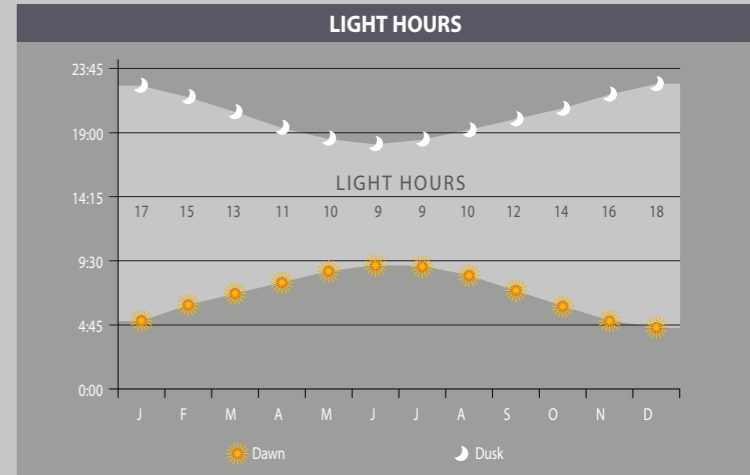 LIGHT HOURS
23:45
19:00
14:15
9:30
4:45
0:00
LIGHT HOURS
17 15 13 11 10 9 9 10 12 14 16 18
J F M A M J J A S O N D
Dawn Dusk